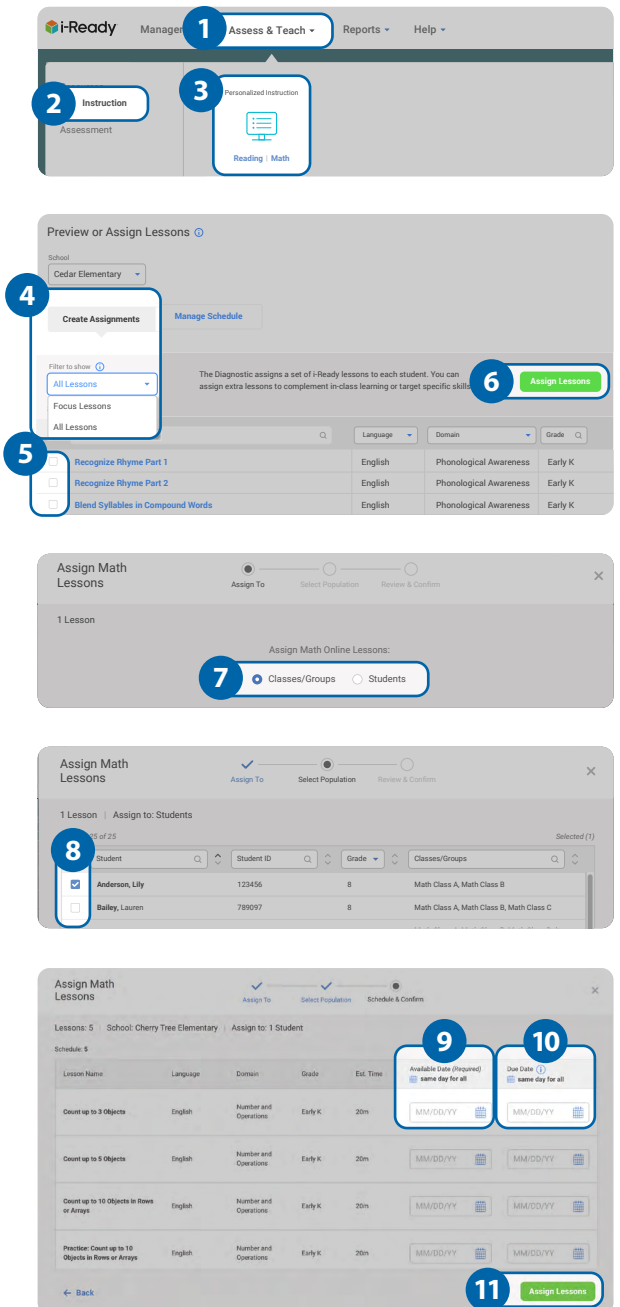 i-Ready
1
Assess & Teach
Reports
Help
2
Instruction
Assessment
3
Personalized Instruction
Reading | Math
Preview or Assign Lessons
School
Cedar Elementary
4
Create Assignments
Manage Schedule
Filter to show
All Lessons
Focus Lessons
All Lessons
The Diagnostic assigns a set of i-Ready lessons to each student. You can
assign extra lessons to complement in-class learning or target specific skills
6
Assign Lessons
Language
Domain
Grade
5
Recognize Rhyme Part 1
English
Phonological Awareness
Early K
Recognize Rhyme Part 2
English
Phonological Awareness
Early K
Blend Syllables in Compound Words
English
Phonological Awareness
Early K
Assign Math
Lessons
Assign To
Select Population
Review & Confirm
1 Lesson
Assign Math Online Lessons:
7
Classes/Groups
Students
Assign Math
Lessons
Assign To
Select Population
Review & Confirm
1 Lesson | Assign to: Students
25 of 25
Selected (1)
8
Student
Student ID
Grade
Classes/Groups
Anderson, Lily
123456
8
Math Class A, Math Class B
Bailey, Lauren
789097
8
Math Class A, Math Class B, Math Class C
Assign Math
Lessons
Assign To
Select Population
Schedule & Confirm
Lessons: 5 | School: Cherry Tree Elementary | Assign to: 1 Student
Schedule: 5
9
10
Lesson Name
Language
Domain
Grade
Est. Time
Available Date (Required)
same day for all
Due Date
same day for all
Count up to 3 Objects
English
Number and
Operations
Early K
20m
MM/DD/YY
MM/DD/YY
Count up to 5 Objects
English
Number and
Operations
Early K
20m
MM/DD/YY
MM/DD/YY
Count up to 10 Objects in Rows
or Arrays
English
Number and
Operations
Early K
20m
MM/DD/YY
MM/DD/YY
Practice: Count up to 10
Objects in Rows or Arrays
English
Number and
Operations
Early K
20m
MM/DD/YY
MM/DD/YY
← Back
11
Assign Lessons